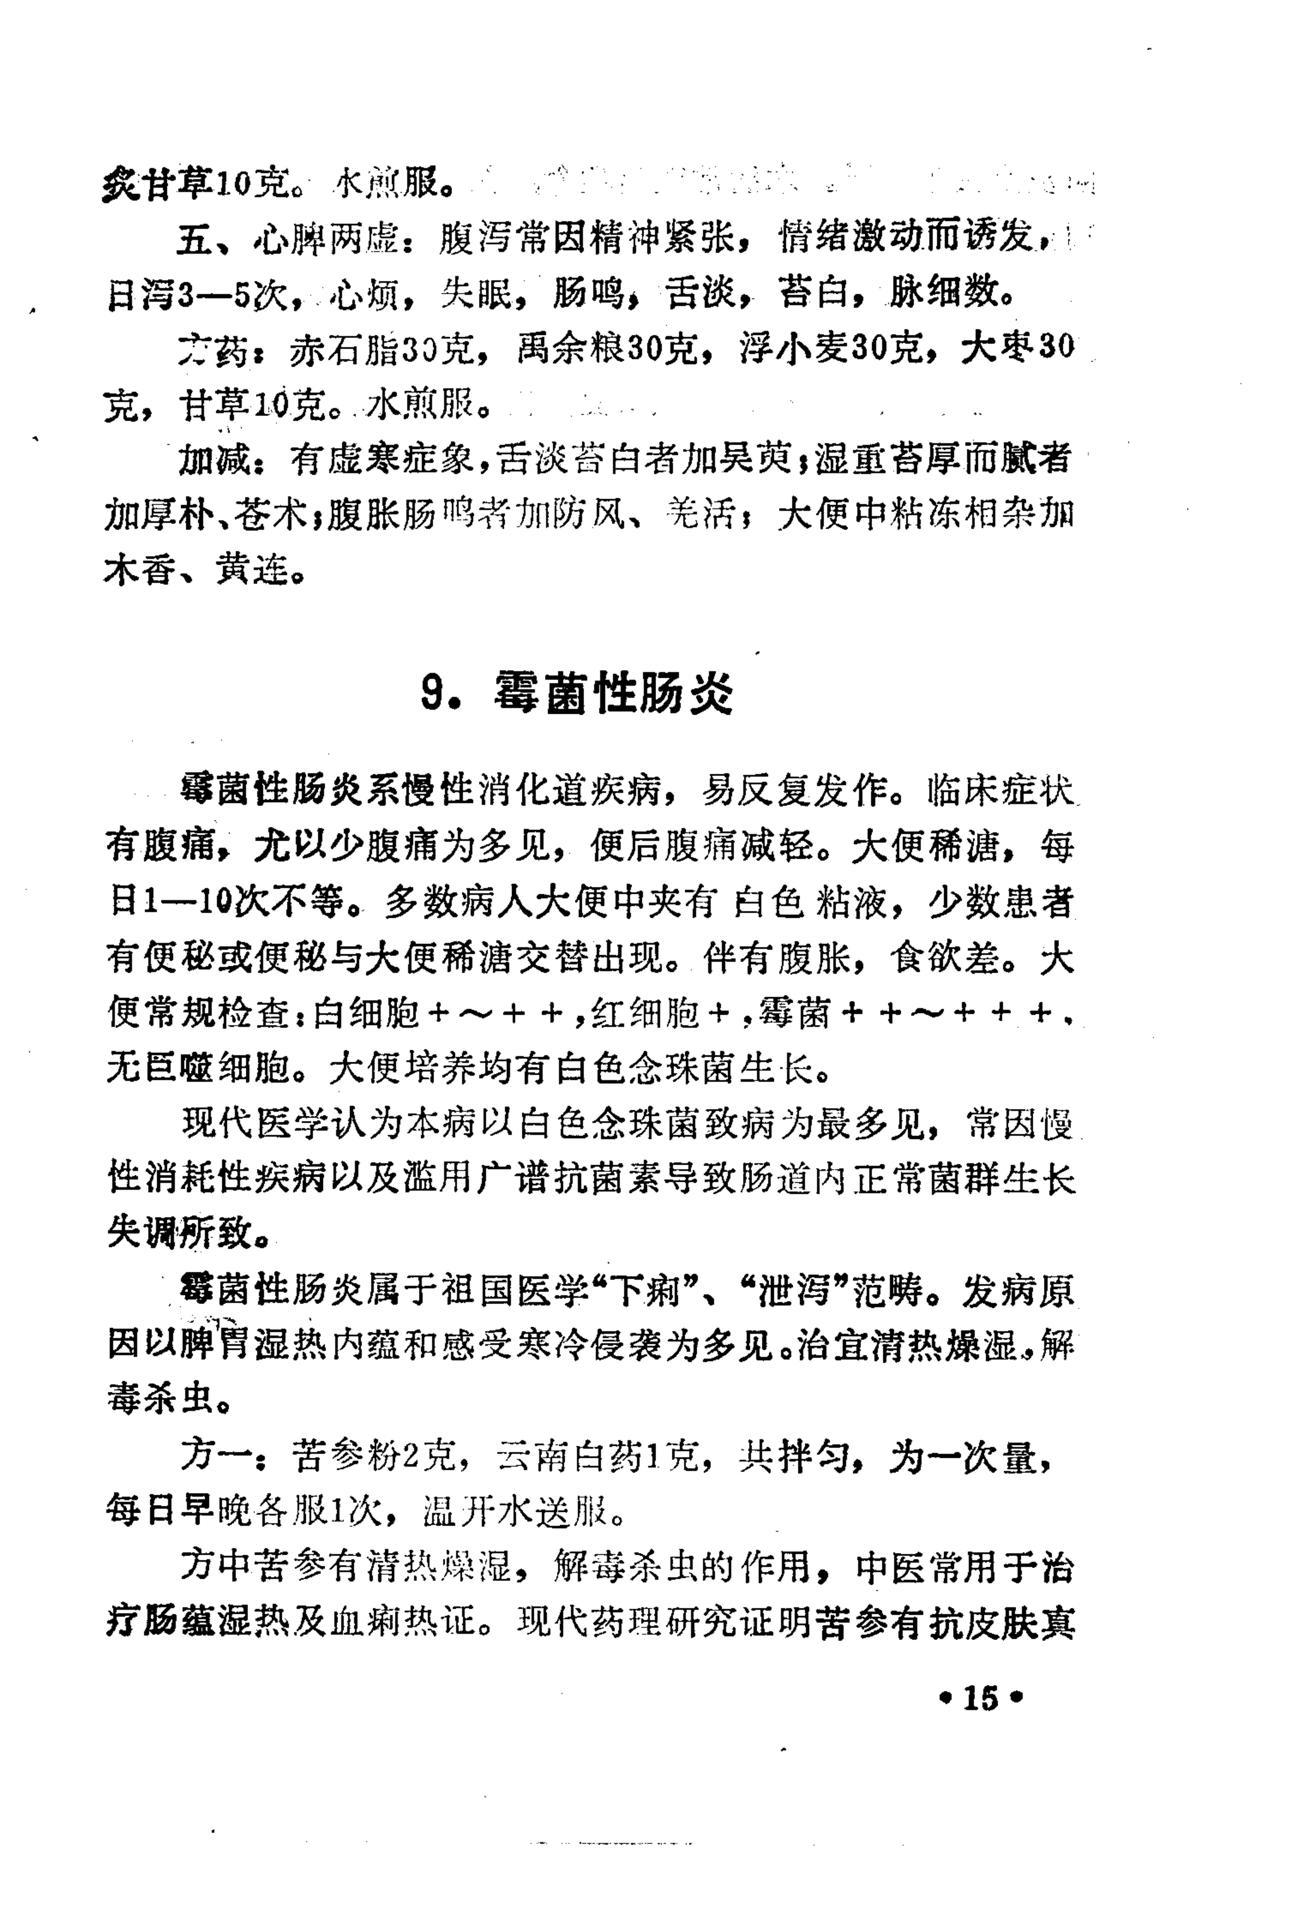 炙甘草10克。水煎服。
五、心脾两虚：腹泻常因精神紧张，情绪激动而诱发，
日泻3—5次，心烦，失眠，肠鸣，舌淡，苔白，脉细数。
方药：赤石脂30克，禹余粮30克，浮小麦30克，大枣30
克，甘草10克。水煎服。
加减：有虚寒症象，舌淡苔白者加吴萸；湿重苔厚而腻者
加厚朴、苍术；腹胀肠鸣者加防风、羌活；大便中粘冻相杂加
木香、黄连。
9．霉菌性肠炎
霉菌性肠炎系慢性消化道疾病，易反复发作。临床症状
有腹痛，尤以少腹痛为多见，便后腹痛减轻。大便稀溏，每
日1—10次不等。多数病人大便中夹有白色粘液，少数患者
有便秘或便秘与大便稀溏交替出现。伴有腹胀，食欲差。大
便常规检查：白细胞＋～＋＋，红细胞＋，霉菌＋＋～＋＋＋，
无巨噬细胞。大便培养均有白色念珠菌生长。
现代医学认为本病以白色念珠菌致病为最多见，常因慢
性消耗性疾病以及滥用广谱抗菌素导致肠道内正常菌群生长
失调所致。
霉菌性肠炎属于祖国医学“下痢”、“泄泻”范畴。发病原
因以脾胃湿热内蕴和感受寒冷侵袭为多见。治宜清热燥湿，解
毒杀虫。
方一：苦参粉2克，云南白药1克，共拌匀，为一次量，
每日早晚各服1次，温开水送服。
方中苦参有清热燥湿，解毒杀虫的作用，中医常用于治
疗肠蕴湿热及血痢热证。现代药理研究证明苦参有抗皮肤真
•15•